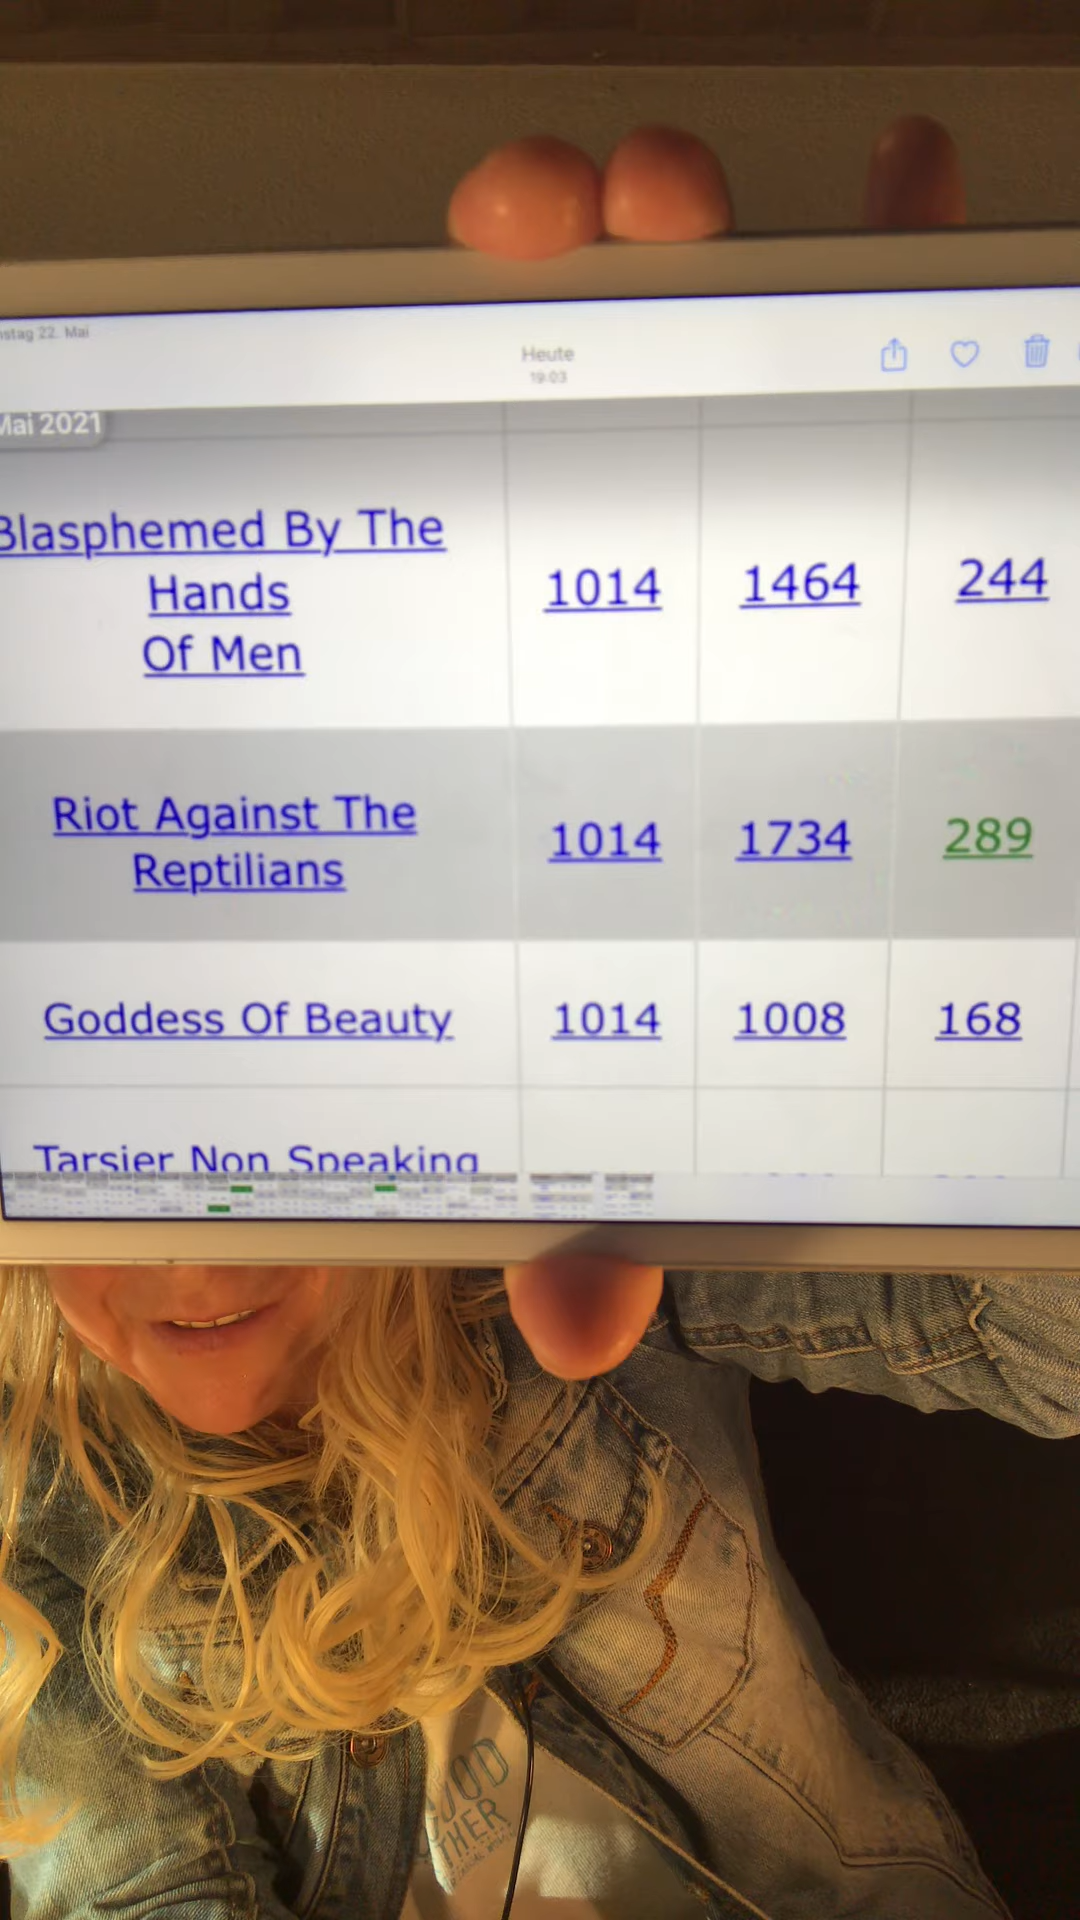 22. Mai
Heute
19:03
Mai 2021
Blasphemed By The
Hands
Of Men
1014
1464
244
Riot Against The
Reptilians
1014
1734
289
Goddess Of Beauty
1014
1008
168
Tarsier Non Speaking